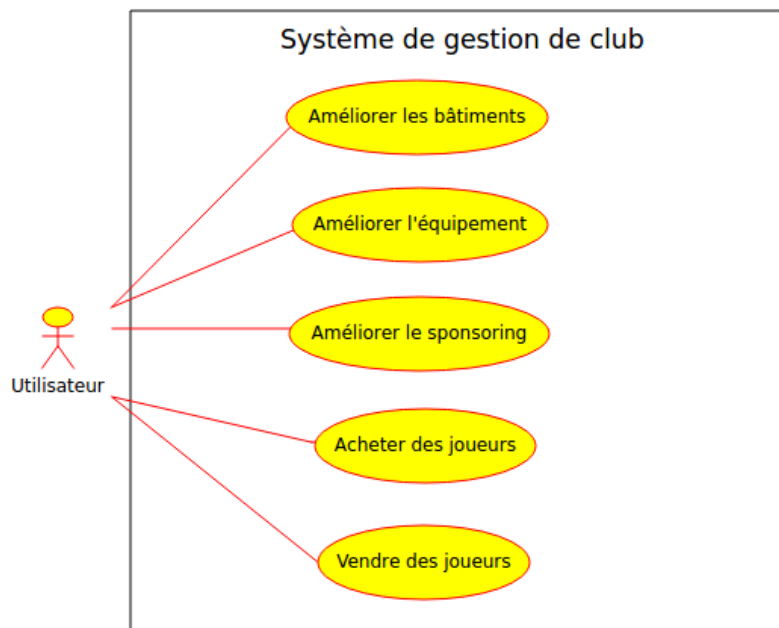 Système de gestion de club
Améliorer les bâtiments
Améliorer l'équipement
Améliorer le sponsoring
Utilisateur
Acheter des joueurs
Vendre des joueurs